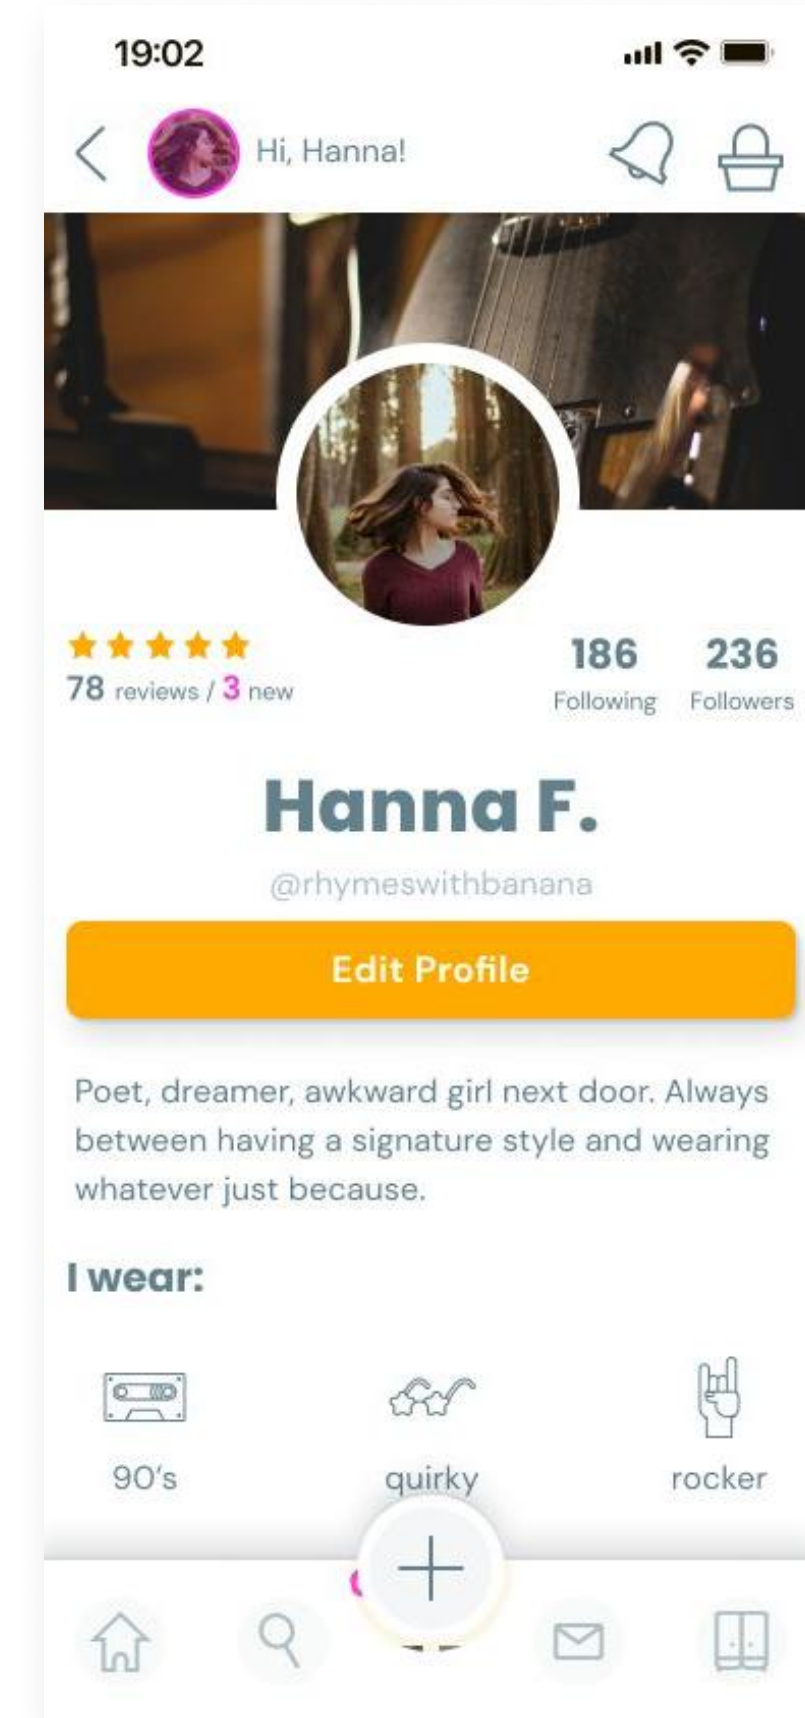 19:02
Hi, Hanna!
186 236
78 reviews / 3 new
Following Followers
Hanna F.
@rhymeswithbanana
Edit Profile
Poet, dreamer, awkward girl next door. Always
between having a signature style and wearing
whatever just because.
I wear:
90's quirky rocker